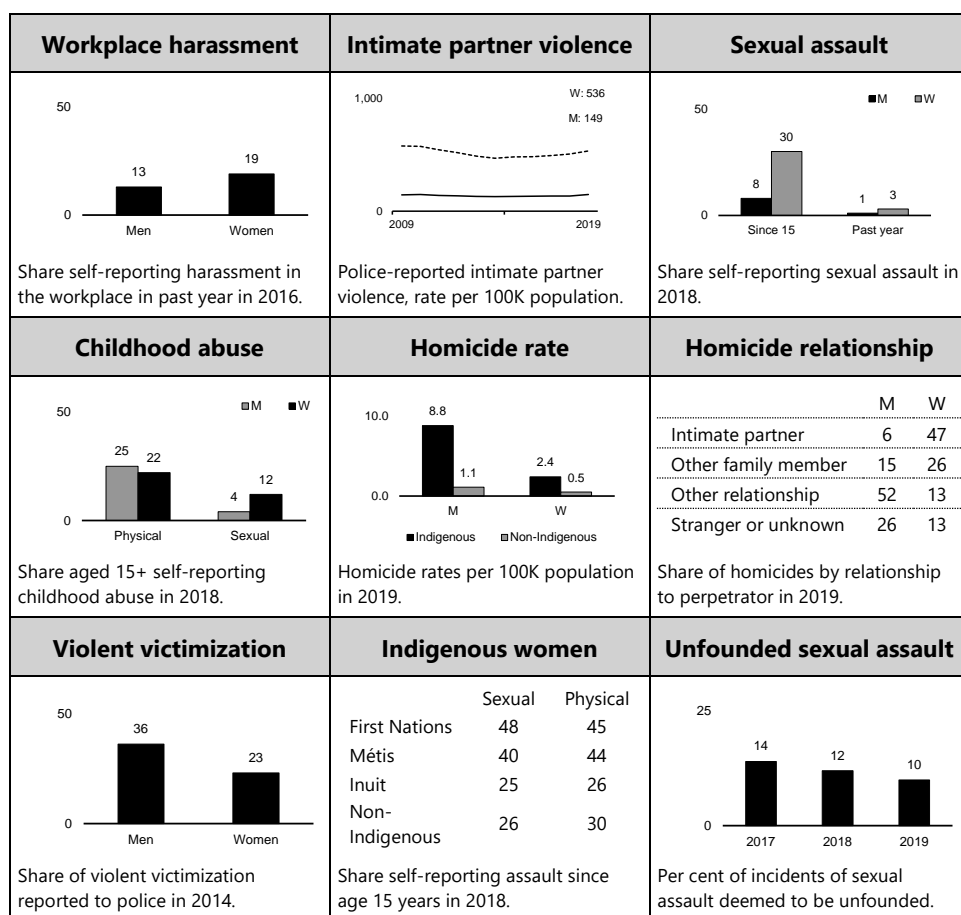 Workplace harassment
50
13
19
0
Men
Women
Share self-reporting harassment in
the workplace in past year in 2016.
Intimate partner violence
1,000
W: 536
M: 149
0
2009
2019
Police-reported intimate partner
violence, rate per 100K population.
Sexual assault
50
M W
30
8
1
3
0
Since 15
Past year
Share self-reporting sexual assault in
2018.
Childhood abuse
50
M W
25
22
12
4
0
Physical
Sexual
Share aged 15+ self-reporting
childhood abuse in 2018.
Homicide rate
10.0
8.8
1.1
2.4
0.5
0.0
M
W
Indigenous Non-Indigenous
Homicide rates per 100K population
in 2019.
Homicide relationship
M W
Intimate partner 6 47
Other family member 15 26
Other relationship 52 13
Stranger or unknown 26 13
Share of homicides by relationship
to perpetrator in 2019.
Violent victimization
50
36
23
0
Men
Women
Share of violent victimization
reported to police in 2014.
Indigenous women
Sexual Physical
First Nations 48 45
Métis 40 44
Inuit 25 26
Non-
Indigenous 26 30
Share self-reporting assault since
age 15 years in 2018.
Unfounded sexual assault
25
14
12
10
0
2017
2018
2019
Per cent of incidents of sexual
assault deemed to be unfounded.